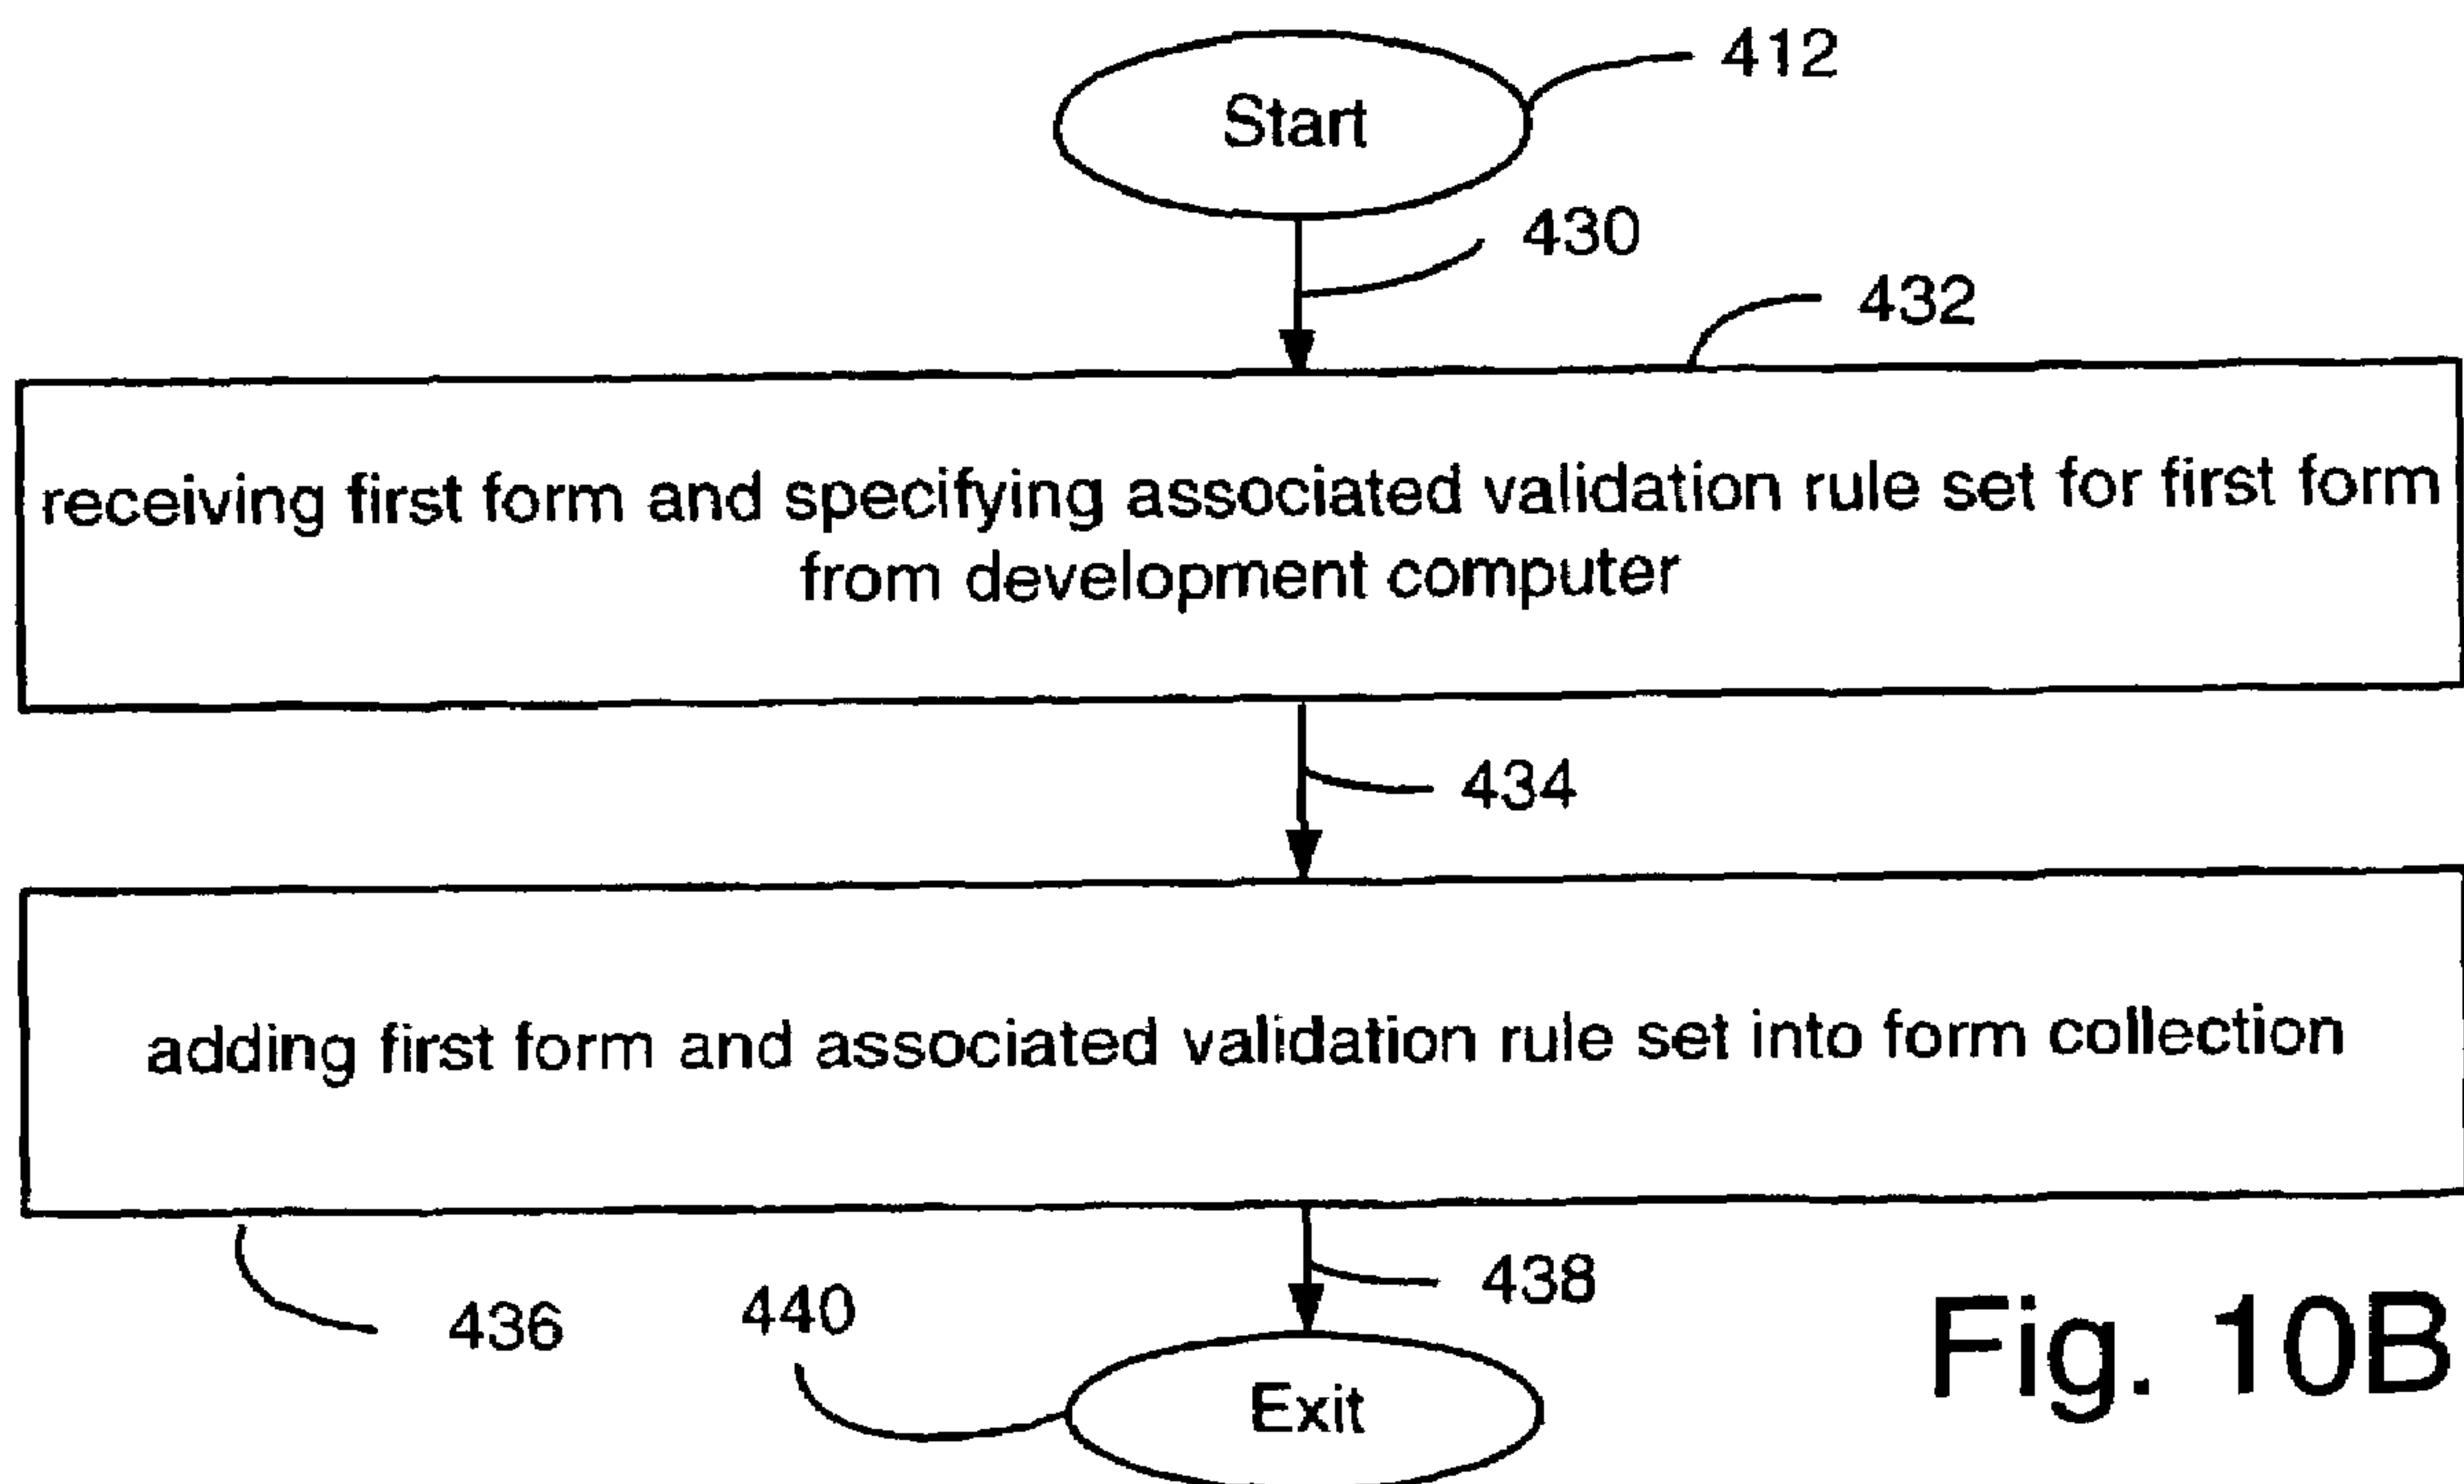 412
Start
430
432
receiving first form and specifying associated validation rule set for first form
from development computer
434
adding first form and associated validation rule set into form collection
436
440
438
Exit
Fig. 10B